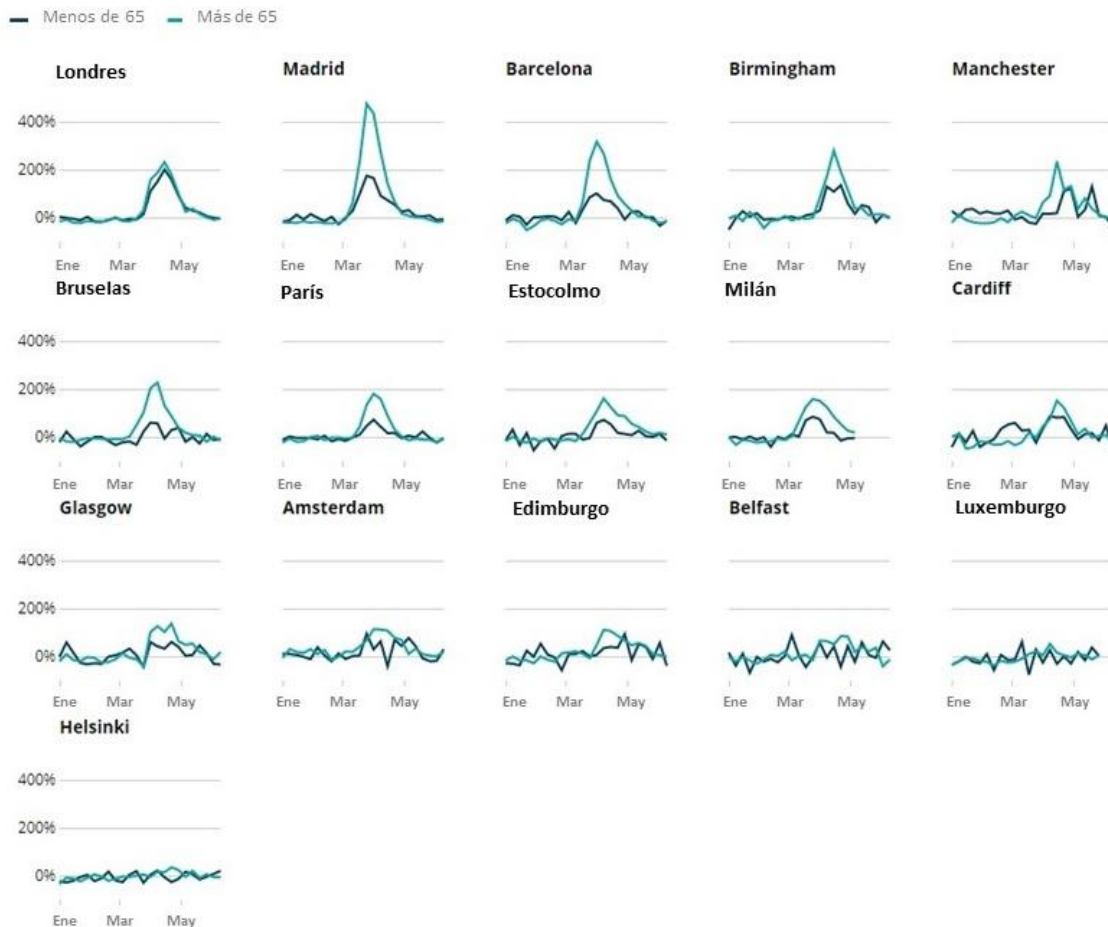 Menos de 65 Más de 65
Londres Madrid Barcelona Birmingham Manchester
400%
200%
0%
Ene Mar May Ene Mar May Ene Mar May Ene Mar May Ene Mar May
Bruselas París Estocolmo Milán Cardiff
400%
200%
0%
Ene Mar May Ene Mar May Ene Mar May Ene Mar May Ene Mar May
Glasgow Amsterdam Edimburgo Belfast Luxemburgo
400%
200%
0%
Ene Mar May Ene Mar May Ene Mar May Ene Mar May Ene Mar May
Helsinki
400%
200%
0%
Ene Mar May